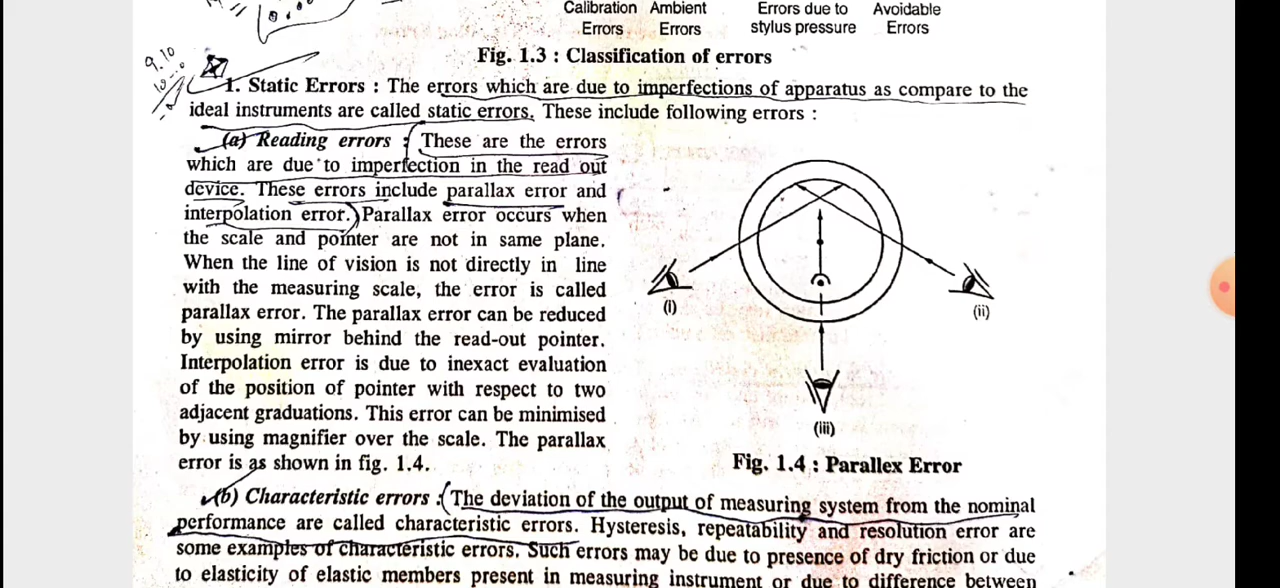 Calibration Ambient Errors due to Avoidable
Errors Errors stylus pressure Errors
Fig. 1.3 : Classification of errors
9.10
1. Static Errors : The errors which are due to imperfections of apparatus as compare to the
ideal instruments are called static errors. These include following errors :
(a) Reading errors : These are the errors
which are due to imperfection in the read out
device. These errors include parallax error and
interpolation error. Parallax error occurs when
the scale and pointer are not in same plane.
When the line of vision is not directly in line
with the measuring scale, the error is called
parallax error. The parallax error can be reduced
by using mirror behind the read-out pointer.
Interpolation error is due to inexact evaluation
of the position of pointer with respect to two
adjacent graduations. This error can be minimised
by using magnifier over the scale. The parallax
error is as shown in fig. 1.4.
(i)
(ii)
(iii)
Fig. 1.4 : Parallex Error
(b) Characteristic errors : The deviation of the output of measuring system from the nominal
performance are called characteristic errors. Hysteresis, repeatability and resolution error are
some examples of characteristic errors. Such errors may be due to presence of dry friction or due
to elasticity of elastic members present in measuring instrument or due to difference between